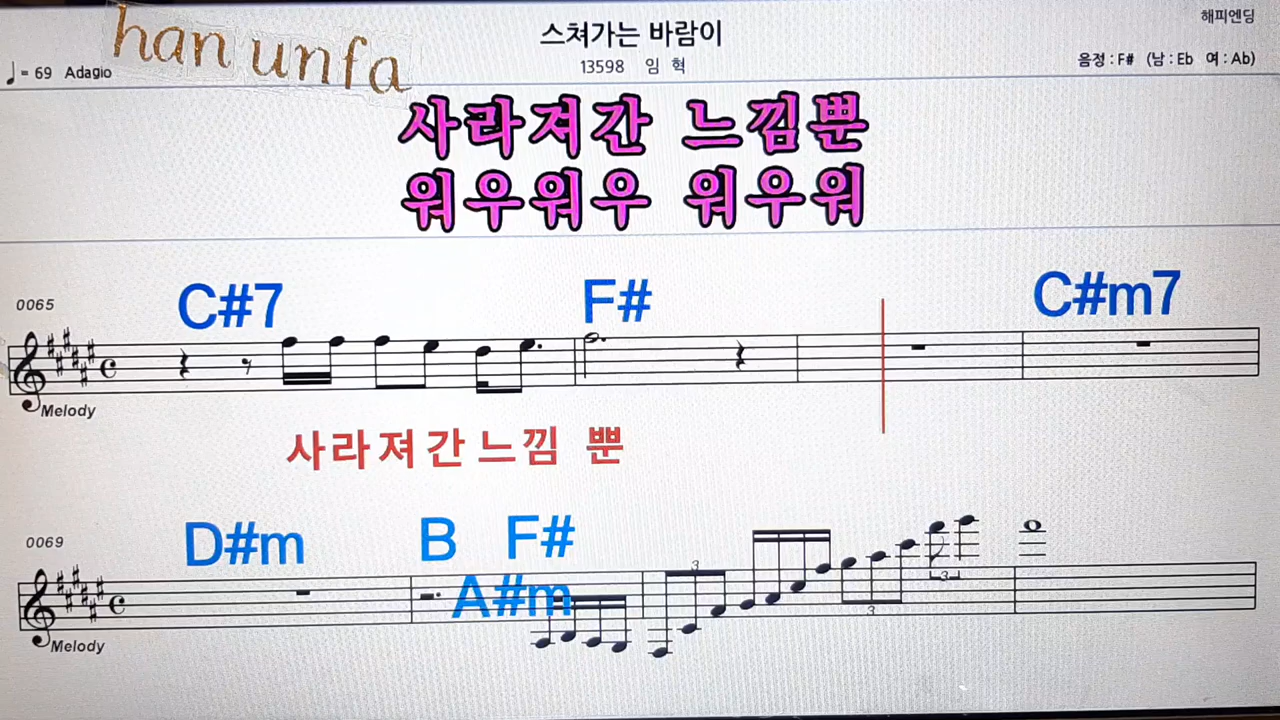 han unfa
스쳐가는 바람이
해피엔딩
♩= 69 Adagio
13598 임 혁
음정 : F# (남 : Eb 여 : Ab)
사라져간 느낌뿐
워우워우 워우워
0065
C#7 F# C#m7
Melody
사라져간느낌 뿐
0069
D#m B F#
A#m
3 3 3
Melody